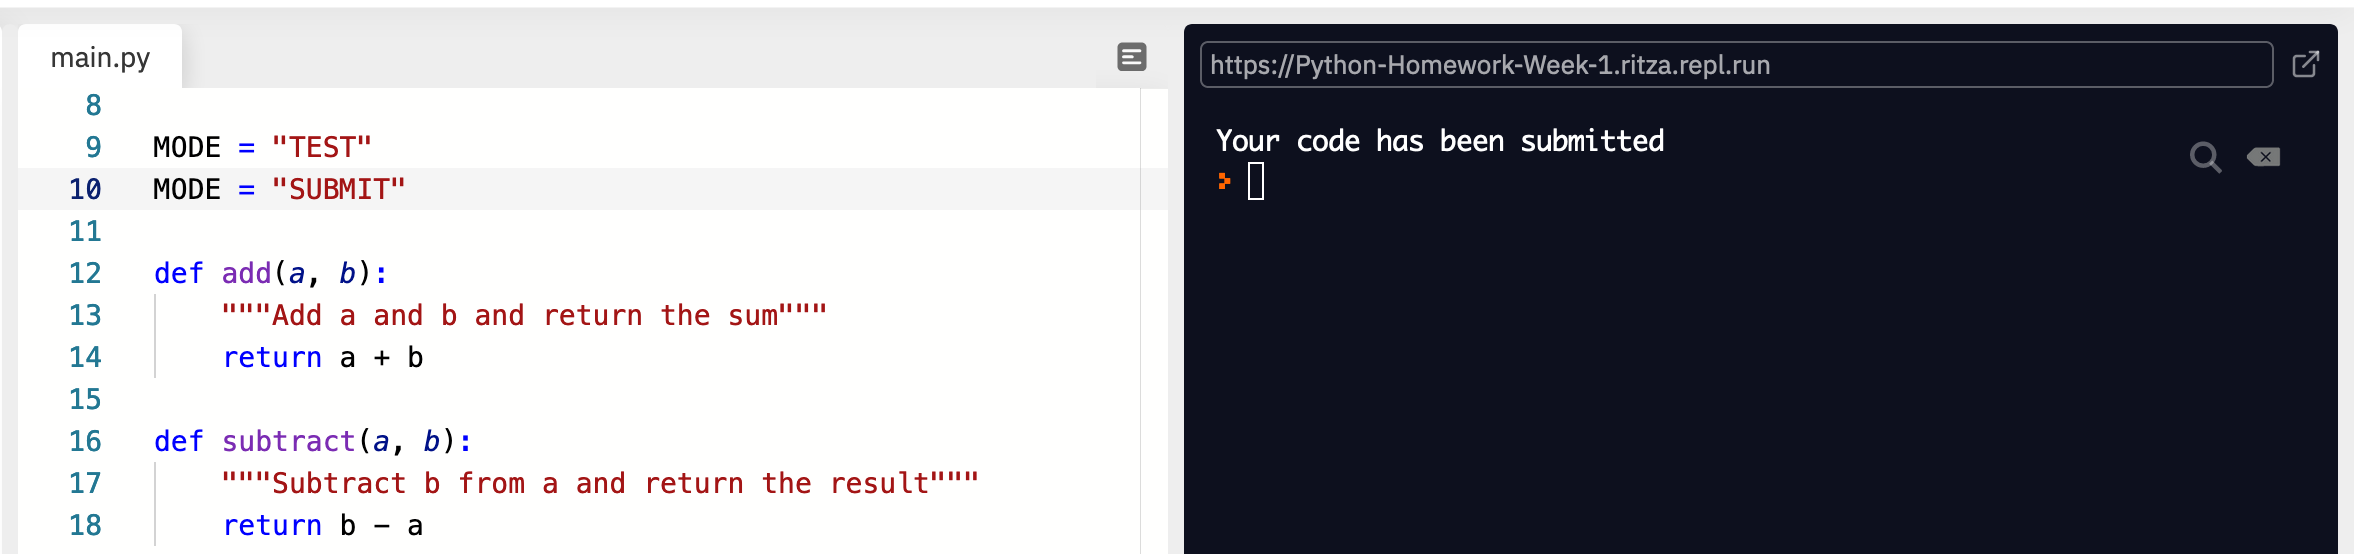 main.py
8
9 MODE = "TEST"
10 MODE = "SUBMIT"
11
12 def add(a, b):
13 """Add a and b and return the sum"""
14 return a + b
15
16 def subtract(a, b):
17 """Subtract b from a and return the result"""
18 return b - a
https://Python-Homework-Week-1.ritza.repl.run
Your code has been submitted